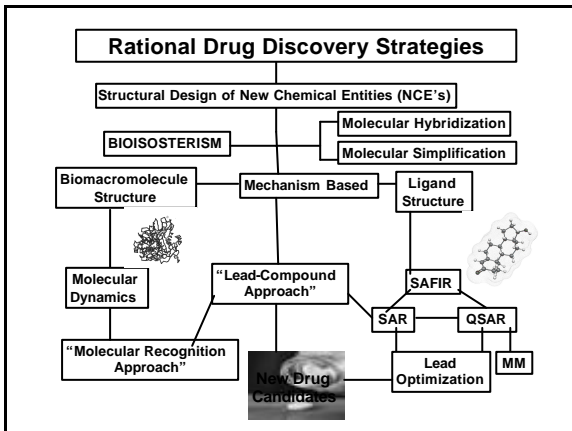 Rational Drug Discovery Strategies
Structural Design of New Chemical Entities (NCE's)
Molecular Hybridization
BIOISOSTERISM
Molecular Simplification
Biomacromolecule
Structure
Mechanism Based
Ligand
Structure
Molecular
Dynamics
"Lead-Compound
Approach"
SAFIR
SAR
QSAR
"Molecular Recognition
Approach"
New Drug
Candidates
Lead
Optimization
MM